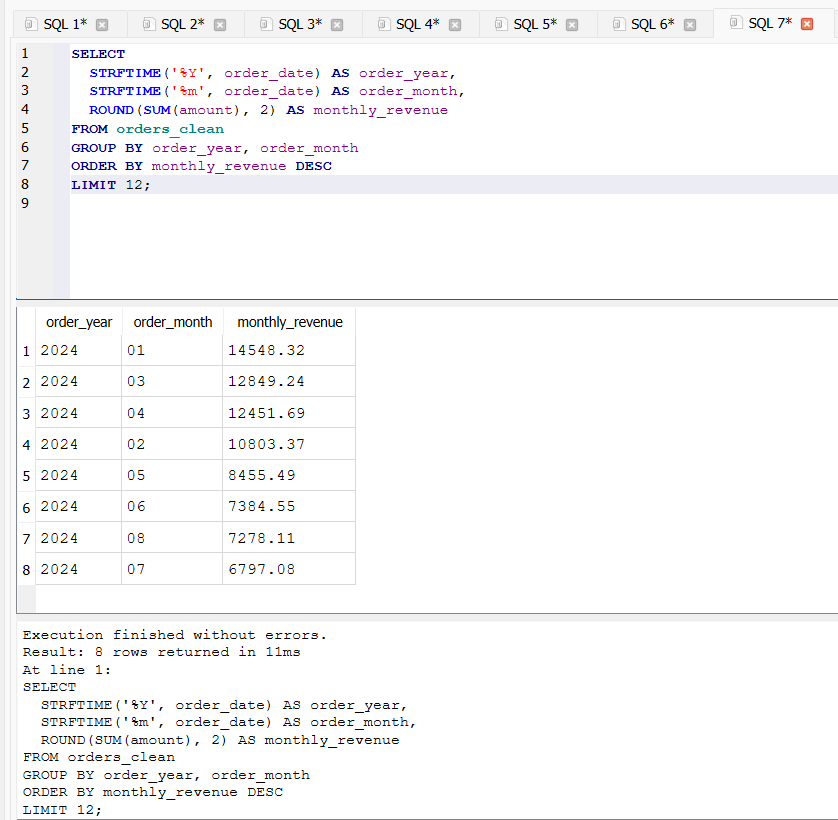 SQL 1* SQL 2* SQL 3* SQL 4* SQL 5* SQL 6* SQL 7*
1 SELECT
2   STRFTIME('%Y', order_date) AS order_year,
3   STRFTIME('%m', order_date) AS order_month,
4   ROUND(SUM(amount), 2) AS monthly_revenue
5 FROM orders_clean
6 GROUP BY order_year, order_month
7 ORDER BY monthly_revenue DESC
8 LIMIT 12;
9
order_year order_month monthly_revenue
1 2024 01 14548.32
2 2024 03 12849.24
3 2024 04 12451.69
4 2024 02 10803.37
5 2024 05 8455.49
6 2024 06 7384.55
7 2024 08 7278.11
8 2024 07 6797.08
Execution finished without errors.
Result: 8 rows returned in 11ms
At line 1:
SELECT
  STRFTIME('%Y', order_date) AS order_year,
  STRFTIME('%m', order_date) AS order_month,
  ROUND(SUM(amount), 2) AS monthly_revenue
FROM orders_clean
GROUP BY order_year, order_month
ORDER BY monthly_revenue DESC
LIMIT 12;